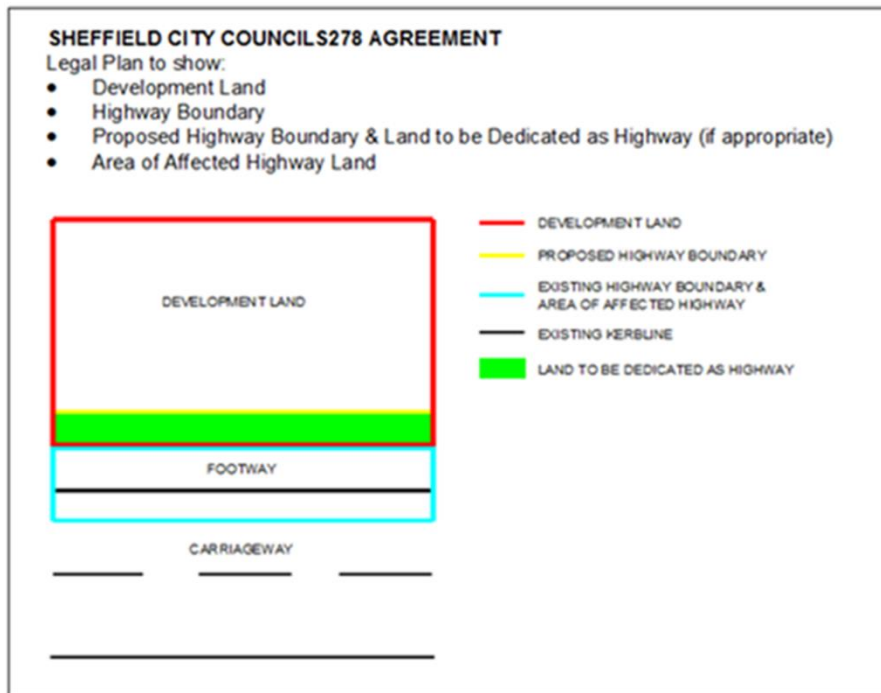 SHEFFIELD CITY COUNCILS278 AGREEMENT
Legal Plan to show:
• Development Land
• Highway Boundary
• Proposed Highway Boundary & Land to be Dedicated as Highway (if appropriate)
• Area of Affected Highway Land
DEVELOPMENT LAND
PROPOSED HIGHWAY BOUNDARY
EXISTING HIGHWAY BOUNDARY &
AREA OF AFFECTED HIGHWAY
EXISTING KERBLINE
LAND TO BE DEDICATED AS HIGHWAY
DEVELOPMENT LAND
FOOTWAY
CARRIAGEWAY